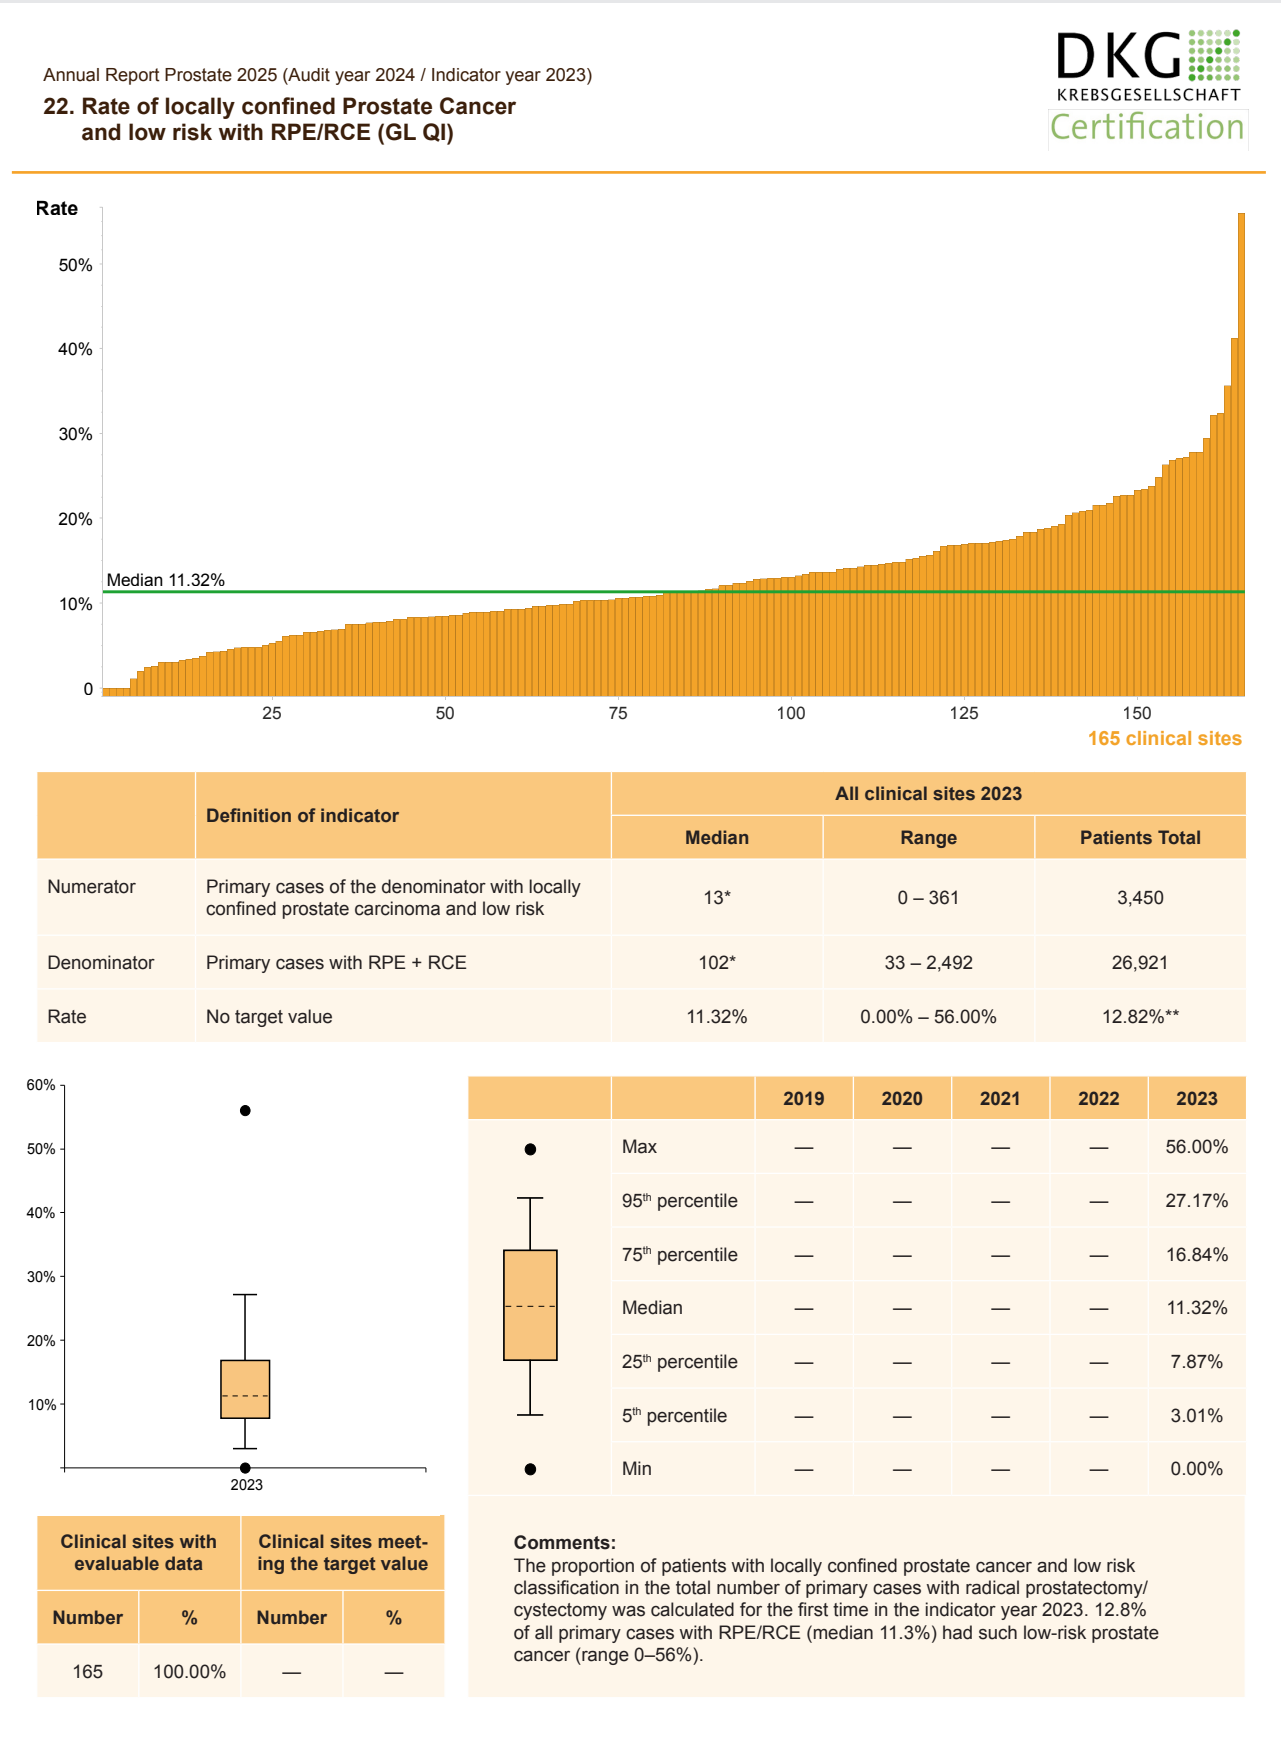 Annual Report Prostate 2025 (Audit year 2024 / Indicator year 2023)
22. Rate of locally confined Prostate Cancer
and low risk with RPE/RCE (GL QI)
DKG
KREBSGESELLSCHAFT
Certification
Rate
50%
40%
30%
20%
10%
0
Median 11.32%
25 50 75 100 125 150
165 clinical sites
Definition of indicator
All clinical sites 2023
Median Range Patients Total
Numerator Primary cases of the denominator with locally
confined prostate carcinoma and low risk 13* 0 – 361 3,450
Denominator Primary cases with RPE + RCE 102* 33 – 2,492 26,921
Rate No target value 11.32% 0.00% – 56.00% 12.82%**
60%
50%
40%
30%
20%
10%
2023
2019 2020 2021 2022 2023
Max — — — — 56.00%
95th percentile — — — — 27.17%
75th percentile — — — — 16.84%
Median — — — — 11.32%
25th percentile — — — — 7.87%
5th percentile — — — — 3.01%
Min — — — — 0.00%
Clinical sites with
evaluable data
Clinical sites meet-
ing the target value
Number % Number %
165 100.00% — —
Comments:
The proportion of patients with locally confined prostate cancer and low risk
classification in the total number of primary cases with radical prostatectomy/
cystectomy was calculated for the first time in the indicator year 2023. 12.8%
of all primary cases with RPE/RCE (median 11.3%) had such low-risk prostate
cancer (range 0–56%).